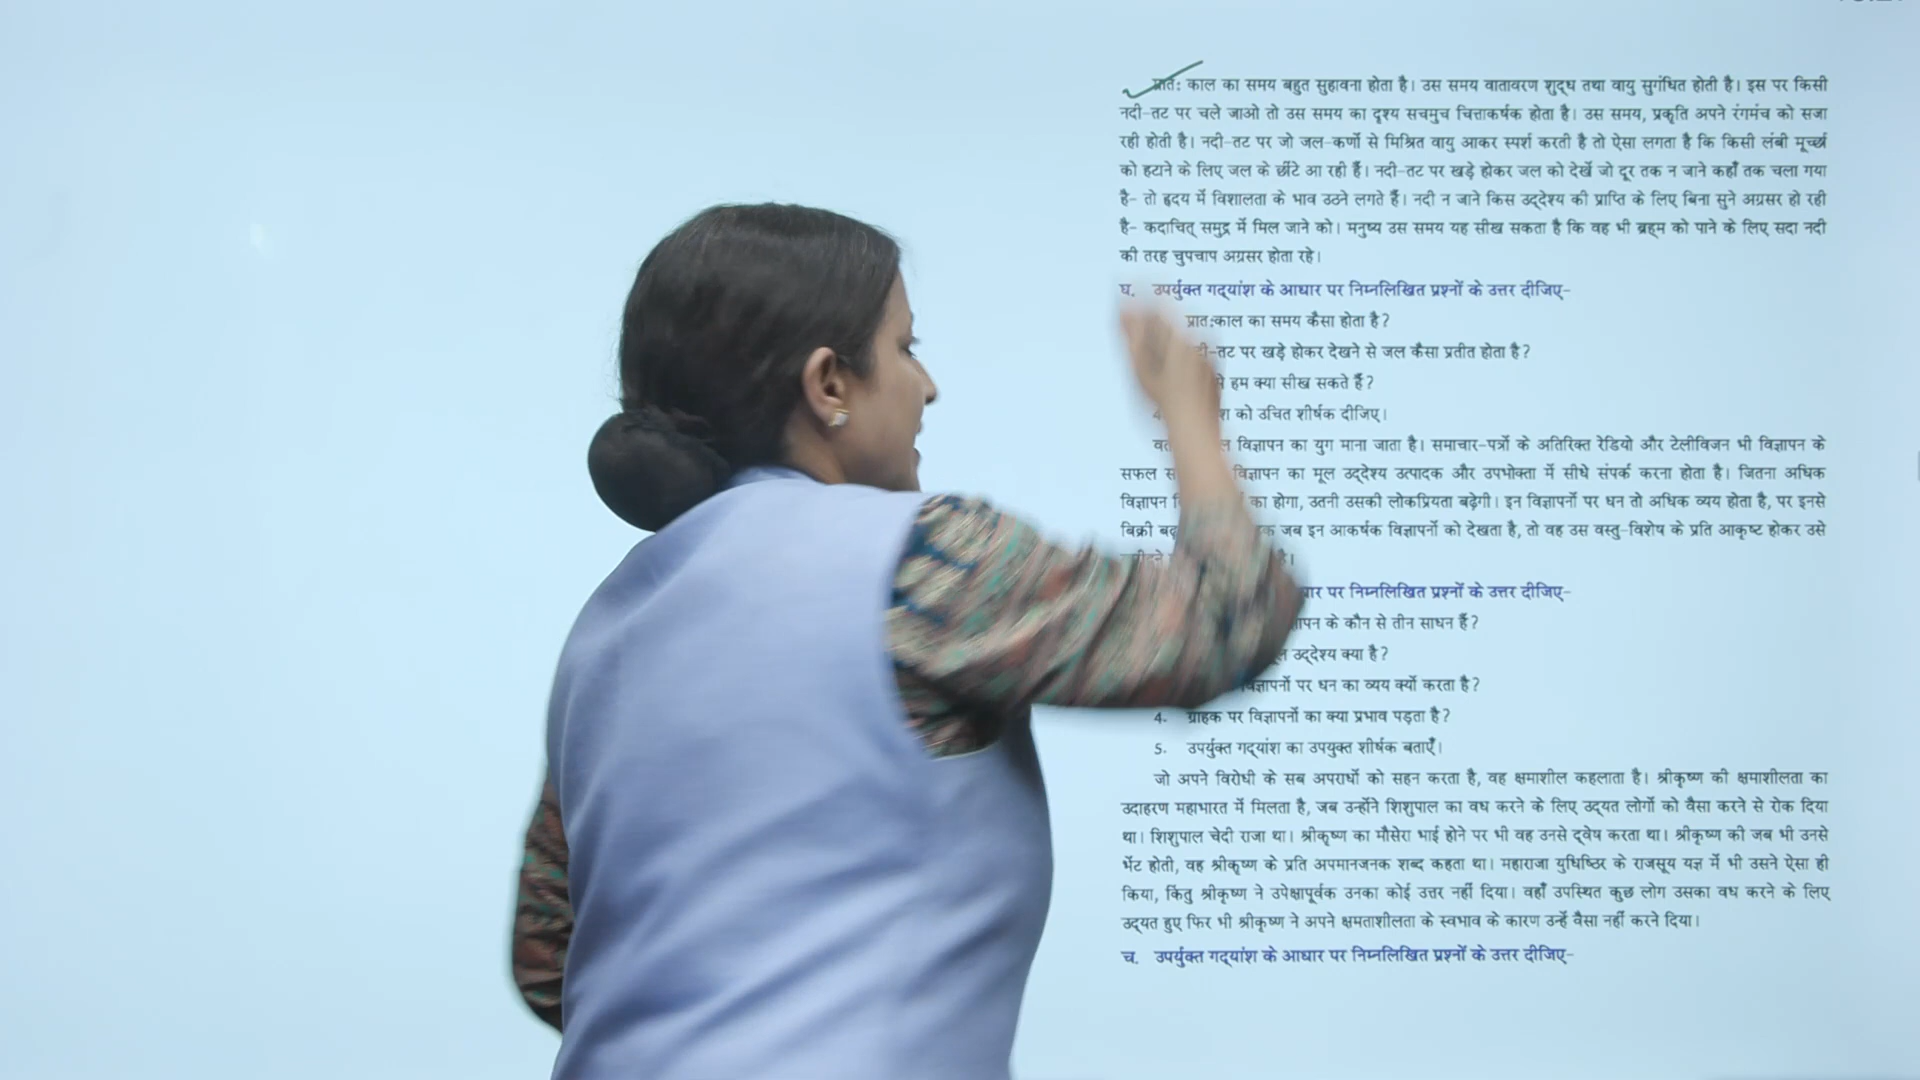 प्रातः काल का समय बहुत सुहावना होता है। उस समय वातावरण शुद्ध तथा वायु सुगंधित होती है। इस पर किसी
नदी-तट पर चले जाओ तो उस समय का दृश्य सचमुच चित्ताकर्षक होता है। उस समय, प्रकृति अपने रंगमंच को सजा
रही होती है। नदी-तट पर जो जल-कणों से मिश्रित वायु आकर स्पर्श करती है तो ऐसा लगता है कि किसी लंबी मूर्च्छा
को हटाने के लिए जल के छींटे आ रही हैं। नदी-तट पर खड़े होकर जल को देखें जो दूर तक न जाने कहाँ तक चला गया
है- तो हृदय में विशालता के भाव उठने लगते हैं। नदी न जाने किस उद्देश्य की प्राप्ति के लिए बिना सुने अग्रसर हो रही
है- कदाचित् समुद्र में मिल जाने को। मनुष्य उस समय यह सीख सकता है कि वह भी ब्रह्म को पाने के लिए सदा नदी
की तरह चुपचाप अग्रसर होता रहे।
घ. उपर्युक्त गद्यांश के आधार पर निम्नलिखित प्रश्नों के उत्तर दीजिए-
प्रात:काल का समय कैसा होता है?
तट पर खड़े होकर देखने से जल कैसा प्रतीत होता है?
हम क्या सीख सकते हैं?
को उचित शीर्षक दीजिए।
विज्ञापन का युग माना जाता है। समाचार-पत्रों के अतिरिक्त रेडियो और टेलीविजन भी विज्ञापन के
सफल विज्ञापन का मूल उद्देश्य उत्पादक और उपभोक्ता में सीधे संपर्क करना होता है। जितना अधिक
विज्ञापन का होगा, उतनी उसकी लोकप्रियता बढ़ेगी। इन विज्ञापनों पर धन तो अधिक व्यय होता है, पर इनसे
बिक्री जब इन आकर्षक विज्ञापनों को देखता है, तो वह उस वस्तु-विशेष के प्रति आकृष्ट होकर उसे
है।
पर निम्नलिखित प्रश्नों के उत्तर दीजिए-
के कौन से तीन साधन हैं?
उद्देश्य क्या है?
विज्ञापनों पर धन का व्यय क्यों करता है?
4. ग्राहक पर विज्ञापनों का क्या प्रभाव पड़ता है?
5. उपर्युक्त गद्यांश का उपयुक्त शीर्षक बताएँ।
जो अपने विरोधी के सब अपराधों को सहन करता है, वह क्षमाशील कहलाता है। श्रीकृष्ण की क्षमाशीलता का
उदाहरण महाभारत में मिलता है, जब उन्होंने शिशुपाल का वध करने के लिए उद्यत लोगों को वैसा करने से रोक दिया
था। शिशुपाल चेदी राजा था। श्रीकृष्ण का मौसेरा भाई होने पर भी वह उनसे द्वेष करता था। श्रीकृष्ण की जब भी उनसे
भेंट होती, वह श्रीकृष्ण के प्रति अपमानजनक शब्द कहता था। महाराजा युधिष्ठिर के राजसूय यज्ञ में भी उसने ऐसा ही
किया, किंतु श्रीकृष्ण ने उपेक्षापूर्वक उनका कोई उत्तर नहीं दिया। वहाँ उपस्थित कुछ लोग उसका वध करने के लिए
उद्यत हुए फिर भी श्रीकृष्ण ने अपने क्षमताशीलता के स्वभाव के कारण उन्हें वैसा नहीं करने दिया।
च. उपर्युक्त गद्यांश के आधार पर निम्नलिखित प्रश्नों के उत्तर दीजिए-